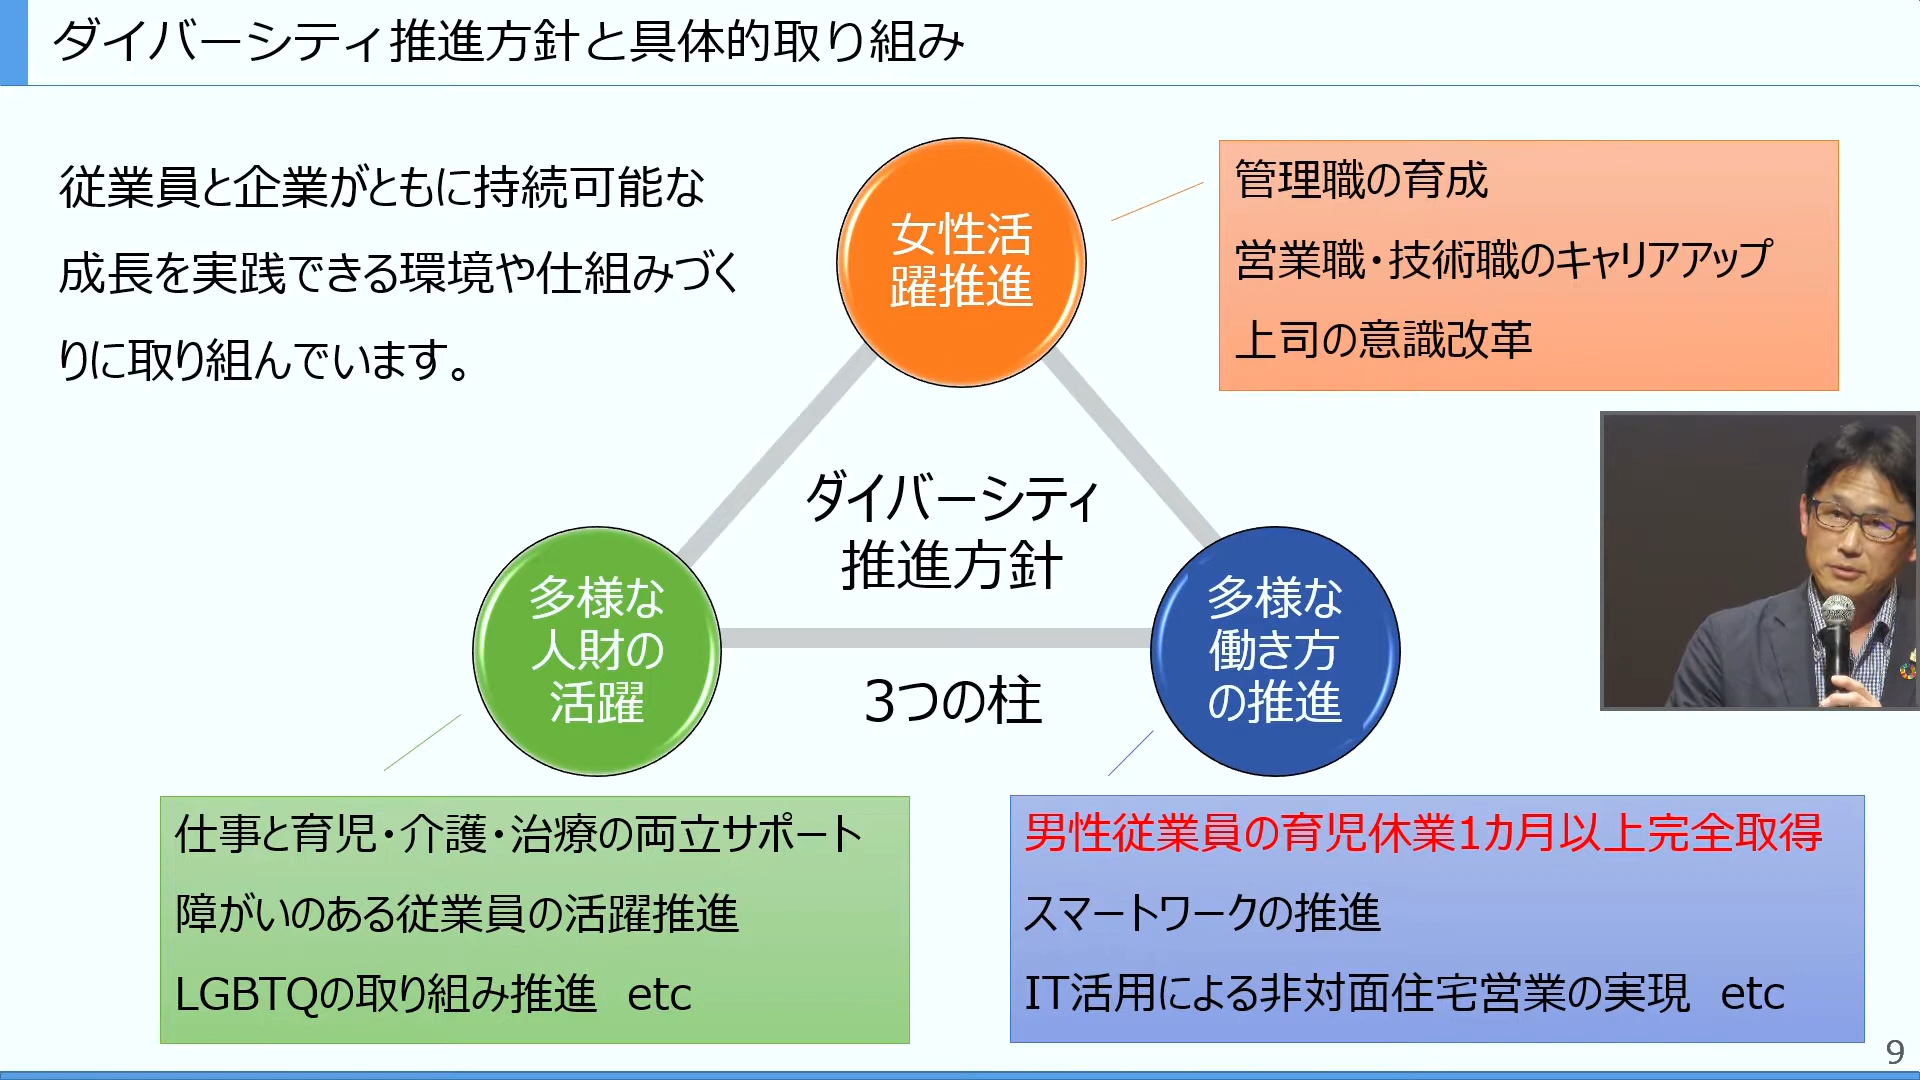 ダイバーシティ推進方針と具体的取り組み
従業員と企業がともに持続可能な
成長を実践できる環境や仕組みづく
りに取り組んでいます。
女性活
躍推進
管理職の育成
営業職・技術職のキャリアアップ
上司の意識改革
ダイバーシティ
推進方針
3つの柱
多様な
人財の
活躍
多様な
働き方
の推進
仕事と育児・介護・治療の両立サポート
障がいのある従業員の活躍推進
LGBTQの取り組み推進　etc
男性従業員の育児休業1カ月以上完全取得
スマートワークの推進
IT活用による非対面住宅営業の実現　etc
9